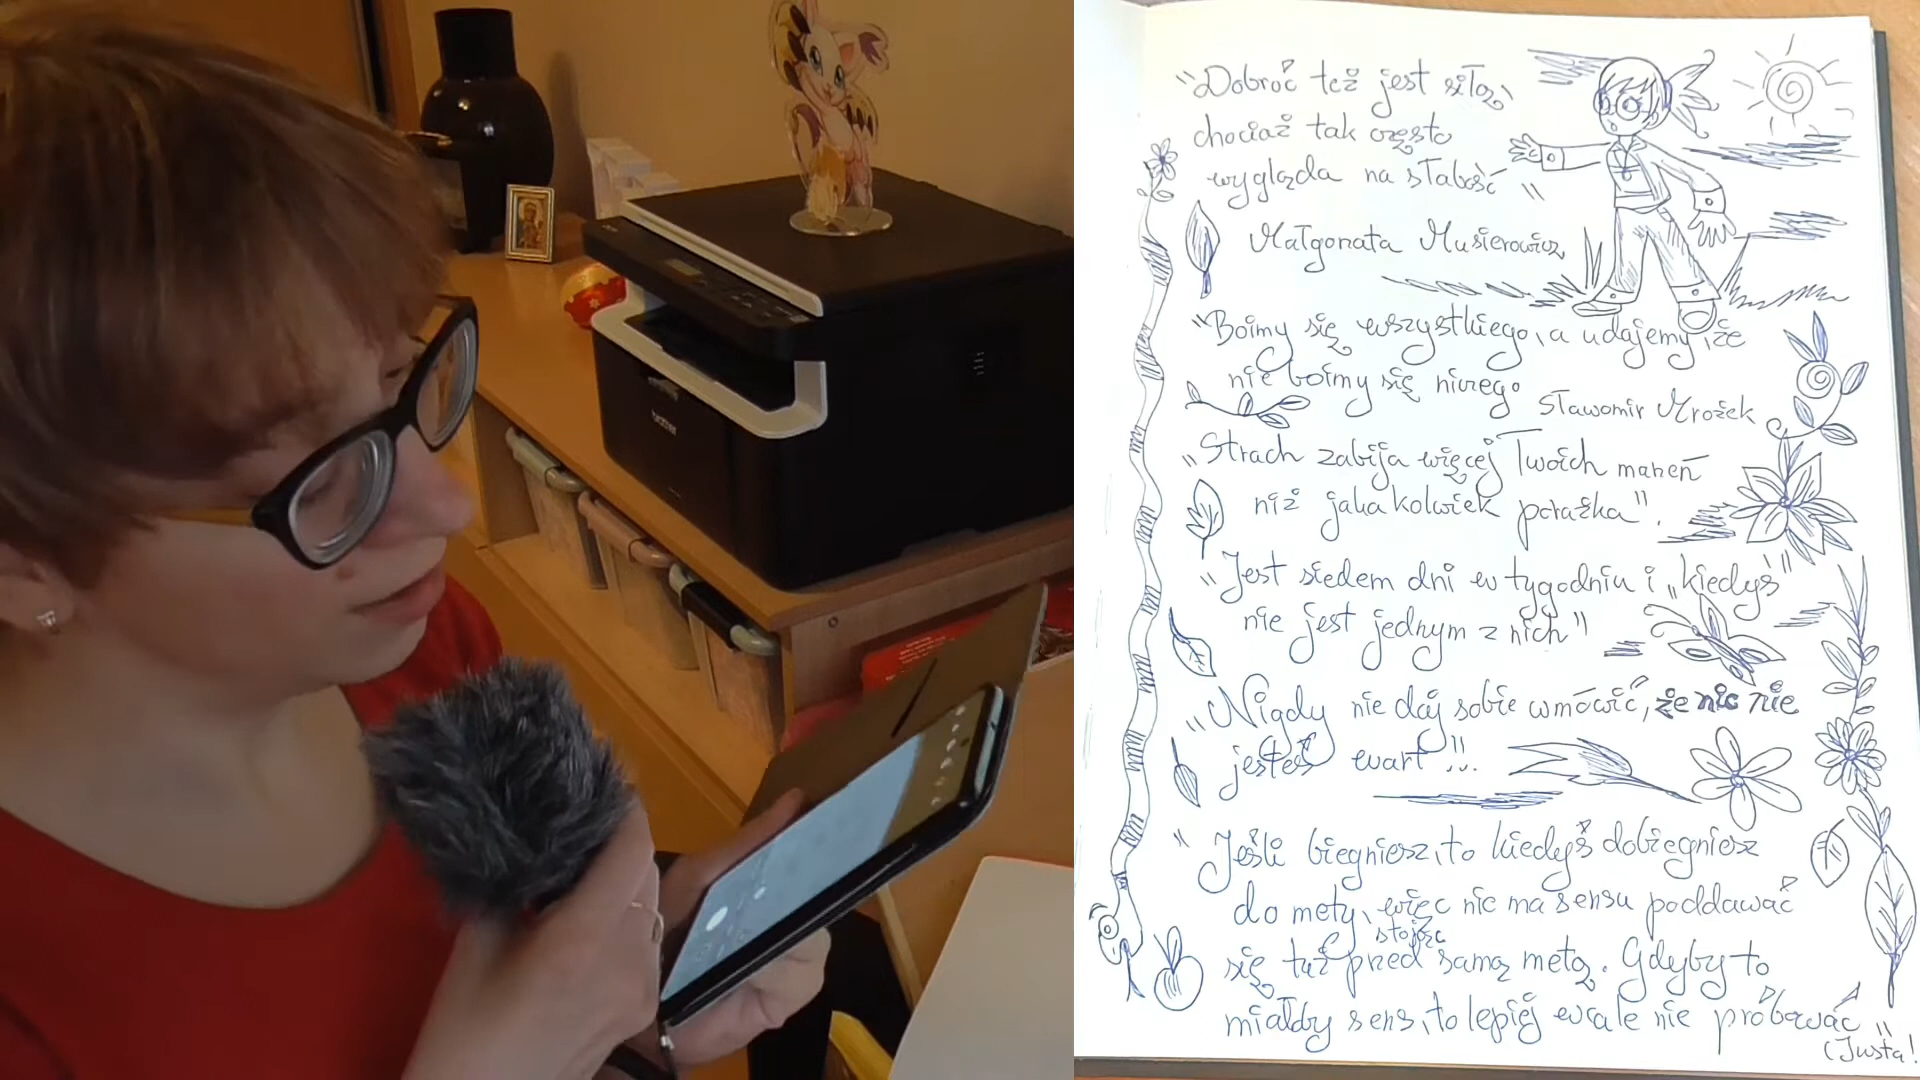 brother
"Dobroć też jest siłą,
chociaż tak często
wygląda na słabość"
Małgorzata Musierowicz
"Boimy się wszystkiego, a udajemy, że
nie boimy się niczego
Sławomir Mrożek
"Strach zabija więcej Twoich marzeń
niż jakakolwiek porażka".
"Jest siedem dni w tygodniu i „kiedyś"
nie jest jednym z nich"
"Nigdy nie daj sobie wmówić, że nic nie
jesteś wart"!!.
"Jeśli biegniesz, to kiedyś dobiegniesz
do mety, więc nie ma sensu poddawać
stojąc
się tuż przed samą metą. Gdyby to
miałoby sens, to lepiej wcale nie próbować"
(Justa!